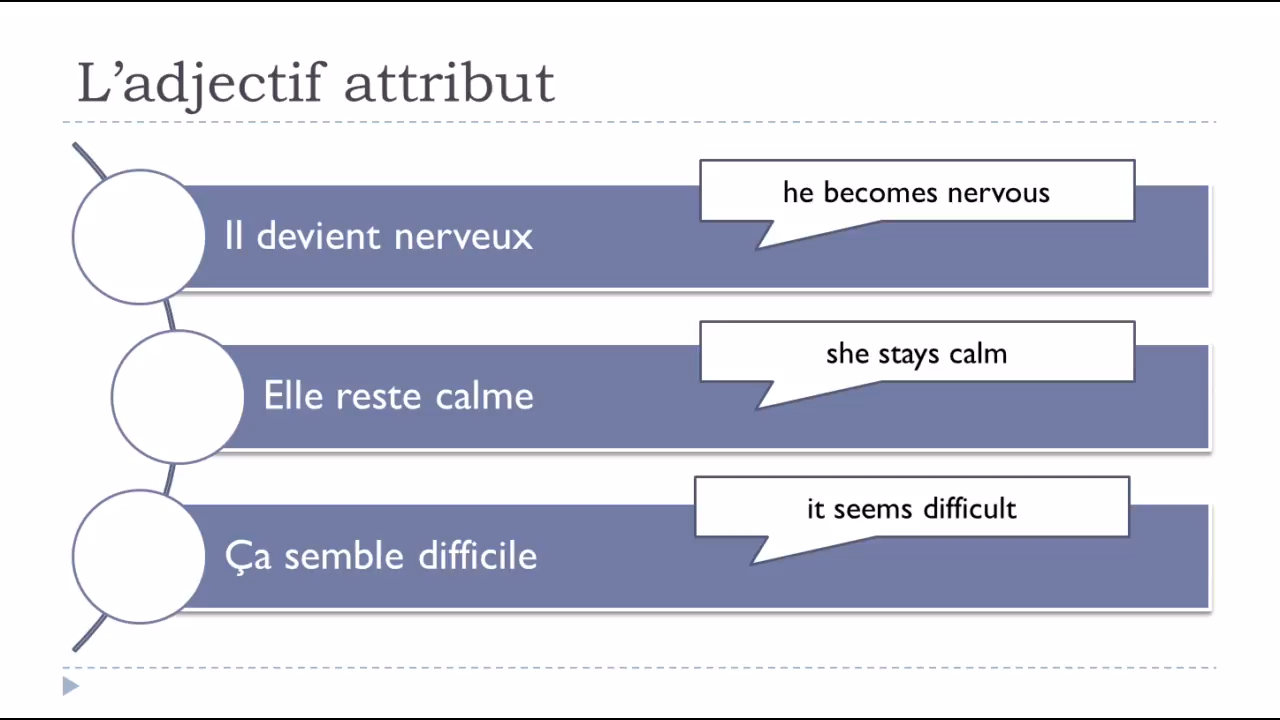 L’adjectif attribut
he becomes nervous
Il devient nerveux
she stays calm
Elle reste calme
it seems difficult
Ça semble difficile